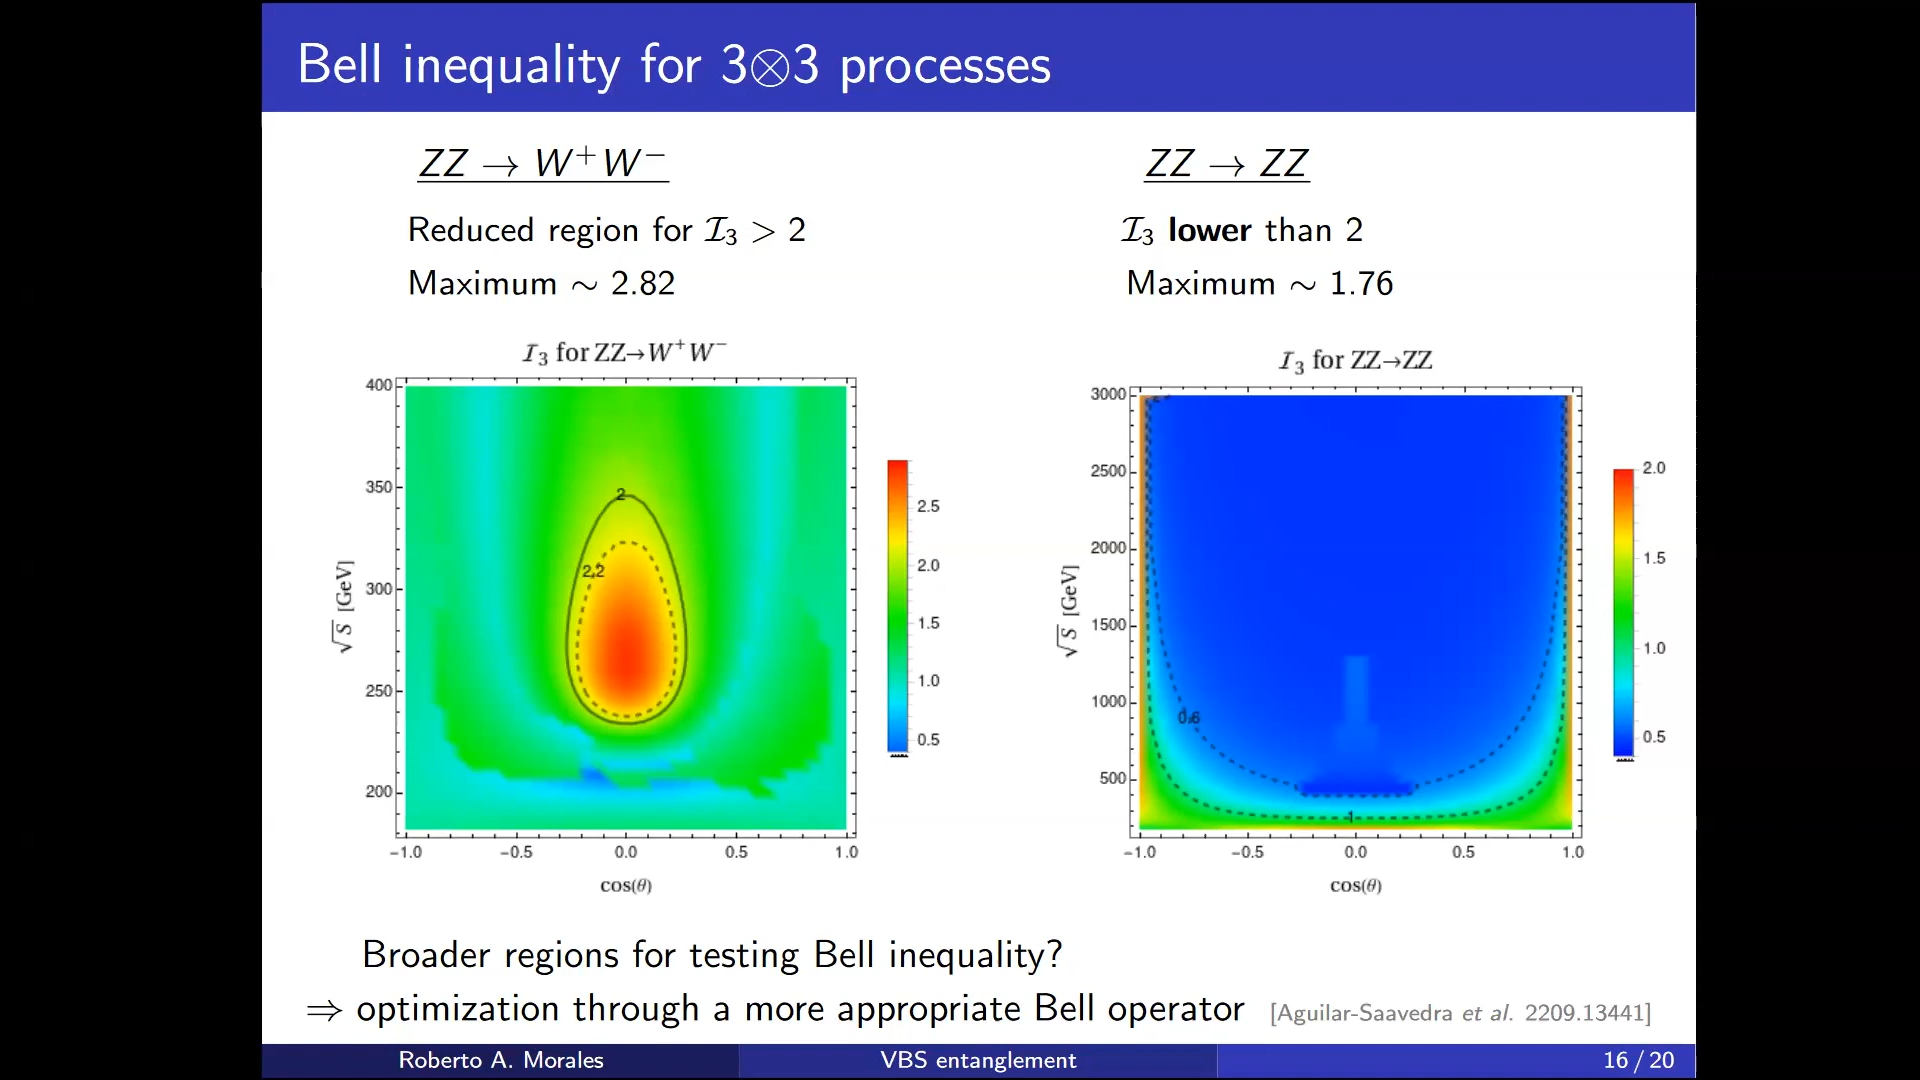 Bell inequality for 3⊗3 processes
ZZ → W⁺W⁻
Reduced region for I₃ > 2
Maximum ∼ 2.82
I₃ for ZZ→W⁺W⁻
400
350
300
250
200
√S [GeV]
2
2.2
-1.0
-0.5
0.0
0.5
1.0
cos(θ)
2.5
2.0
1.5
1.0
0.5
ZZ → ZZ
I₃ lower than 2
Maximum ∼ 1.76
I₃ for ZZ→ZZ
3000
2500
2000
1500
1000
500
√S [GeV]
0.6
1
-1.0
-0.5
0.0
0.5
1.0
cos(θ)
2.0
1.5
1.0
0.5
Broader regions for testing Bell inequality?
⇒ optimization through a more appropriate Bell operator [Aguilar-Saavedra et al. 2209.13441]
Roberto A. Morales VBS entanglement 16 / 20